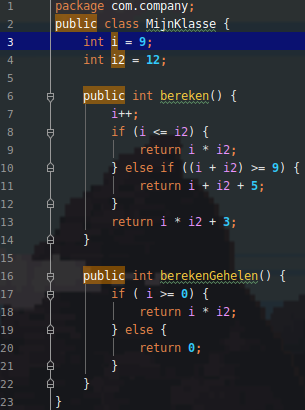 1 package com.company;
2 public class MijnKlasse {
3     int i = 9;
4     int i2 = 12;
5
6     public int bereken() {
7         i++;
8         if (i <= i2) {
9             return i * i2;
10         } else if ((i + i2) >= 9) {
11             return i + i2 + 5;
12         }
13         return i * i2 + 3;
14     }
15
16     public int berekenGehelen() {
17         if ( i >= 0) {
18             return i * i2;
19         } else {
20             return 0;
21         }
22     }
23 }